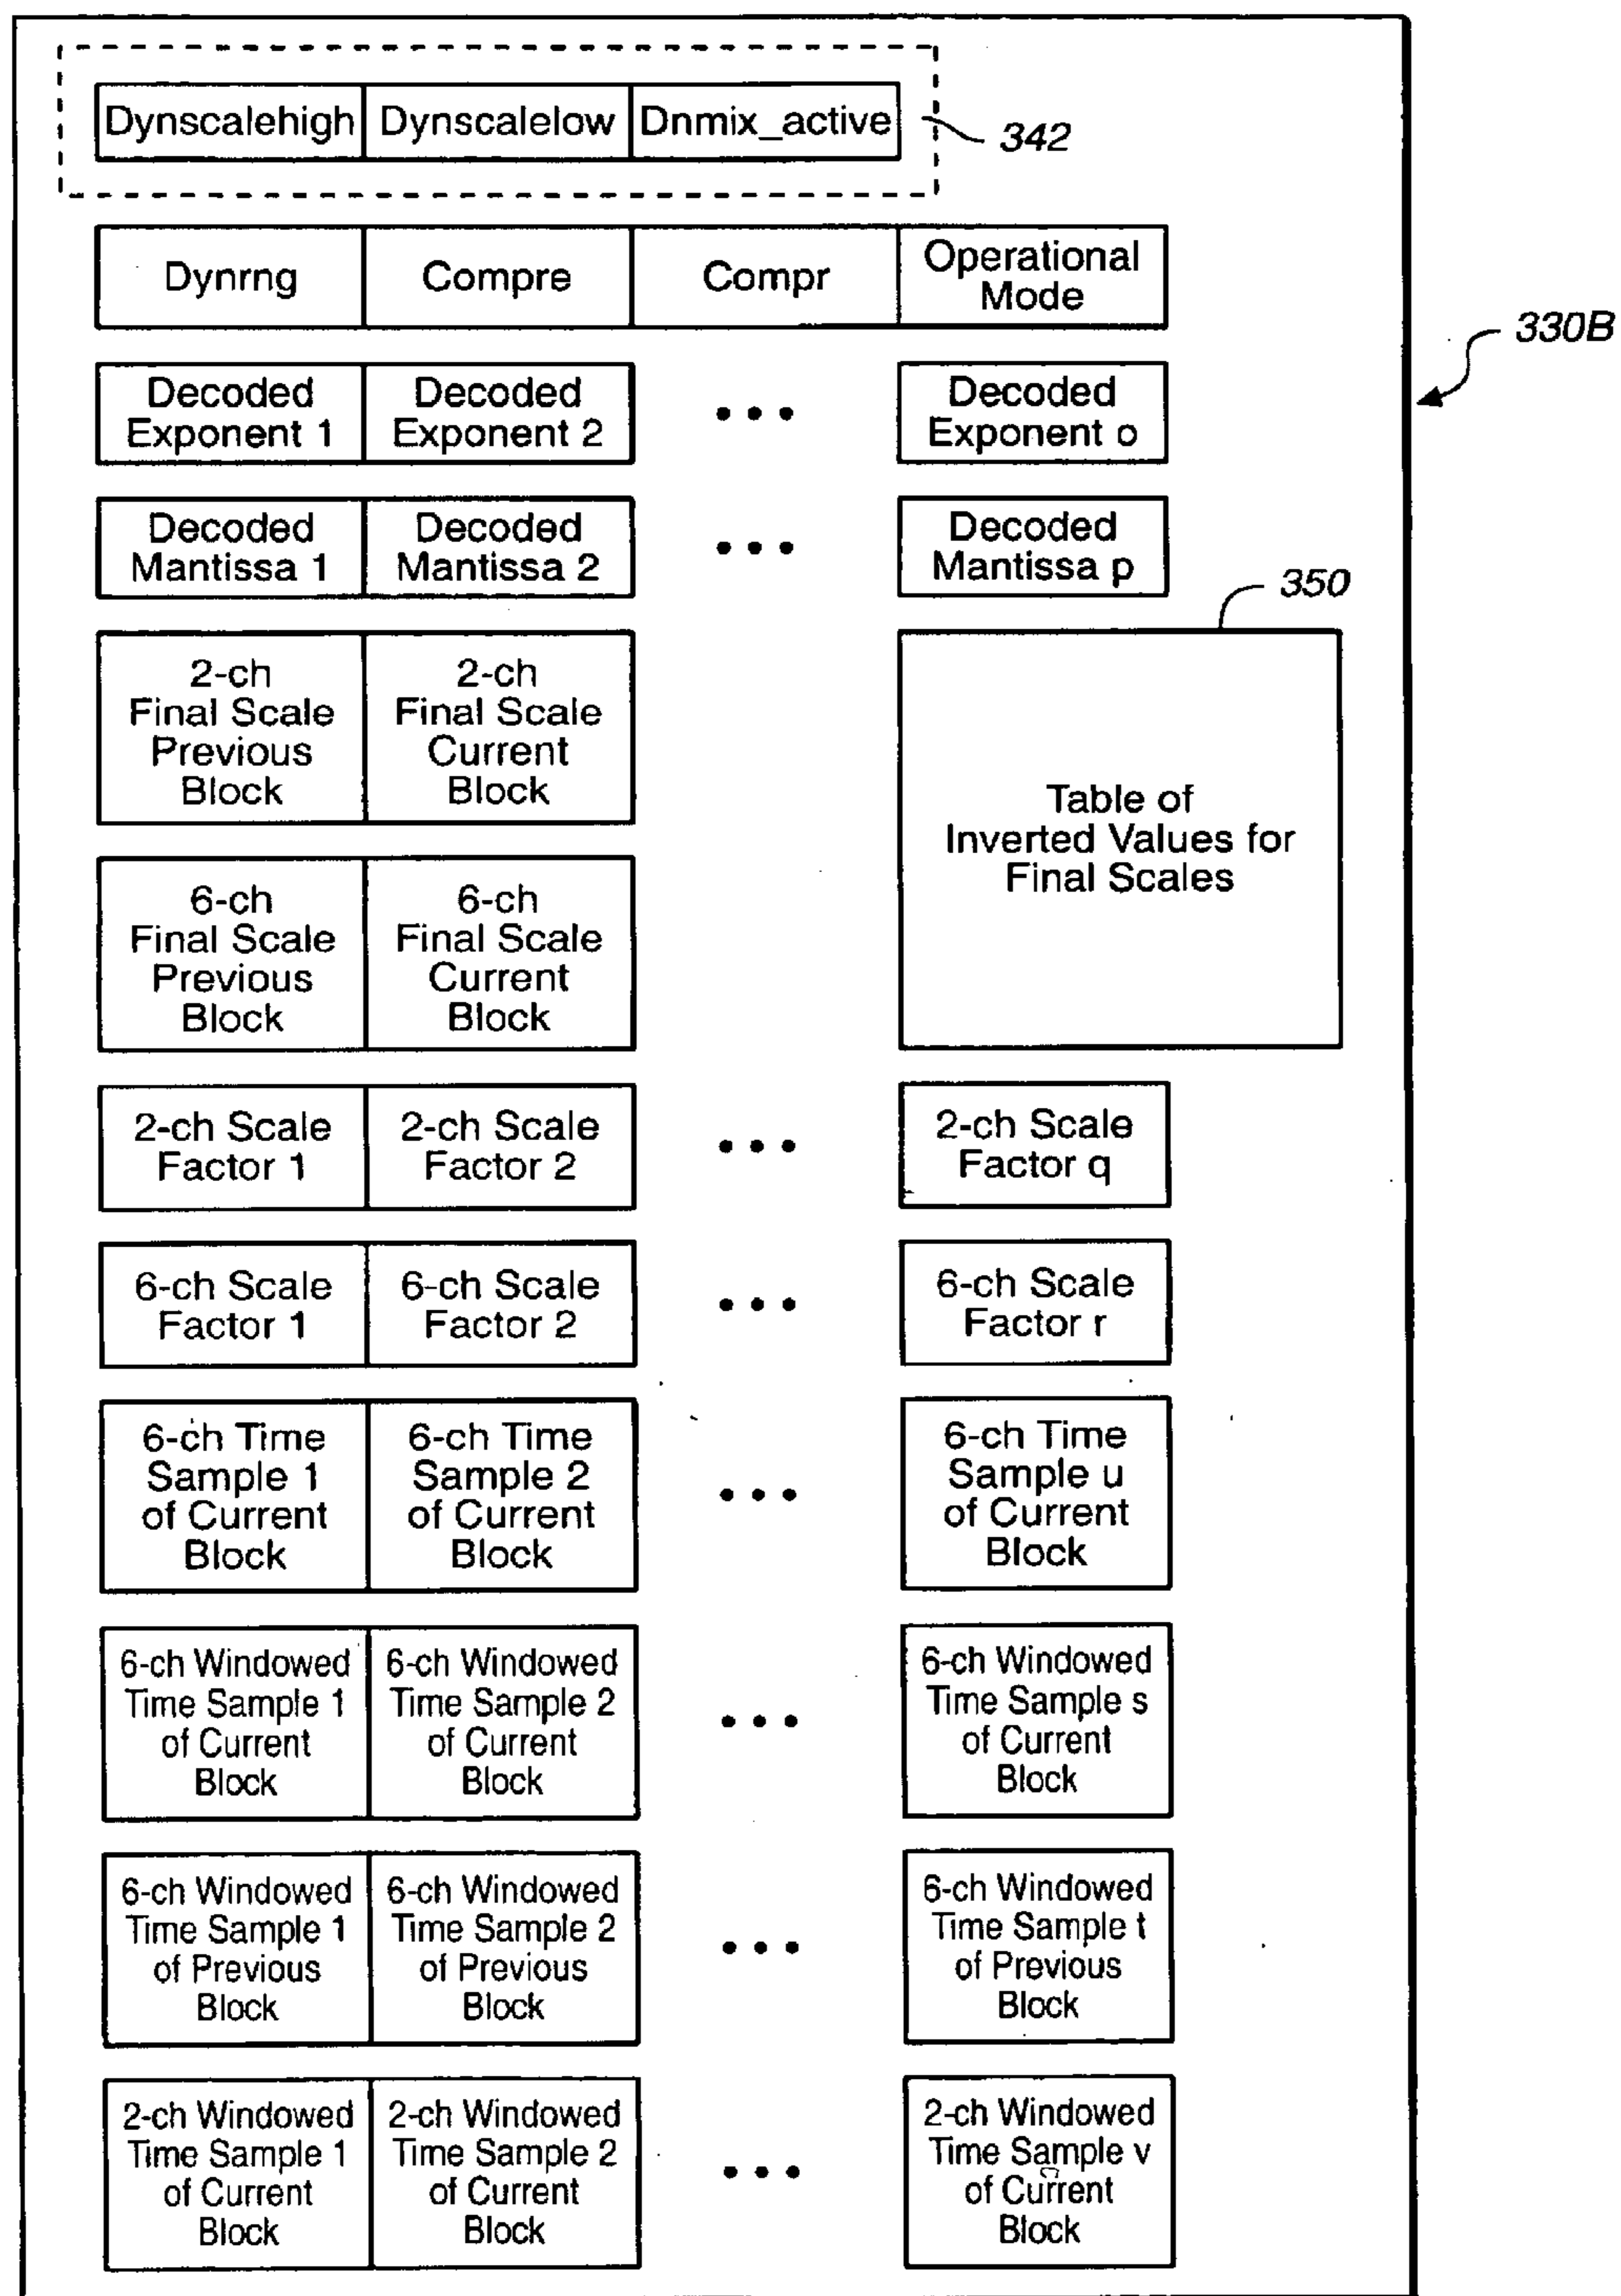 Dynscalehigh Dynscalelow Dnmix_active
342
Dynrng Compre Compr Operational
Mode
330B
Decoded Decoded ••• Decoded
Exponent 1 Exponent 2 Exponent o
Decoded Decoded ••• Decoded
Mantissa 1 Mantissa 2 Mantissa p
350
2-ch 2-ch
Final Scale Final Scale
Previous Current
Block Block
Table of
Inverted Values for
Final Scales
6-ch 6-ch
Final Scale Final Scale
Previous Current
Block Block
2-ch Scale 2-ch Scale ••• 2-ch Scale
Factor 1 Factor 2 Factor q
6-ch Scale 6-ch Scale ••• 6-ch Scale
Factor 1 Factor 2 Factor r
6-ch Time 6-ch Time 6-ch Time
Sample 1 Sample 2 ••• Sample u
of Current of Current of Current
Block Block Block
6-ch Windowed 6-ch Windowed 6-ch Windowed
Time Sample 1 Time Sample 2 ••• Time Sample s
of Current of Current of Current
Block Block Block
6-ch Windowed 6-ch Windowed 6-ch Windowed
Time Sample 1 Time Sample 2 ••• Time Sample t
of Previous of Previous of Previous
Block Block Block
2-ch Windowed 2-ch Windowed 2-ch Windowed
Time Sample 1 Time Sample 2 ••• Time Sample v
of Current of Current of Current
Block Block Block